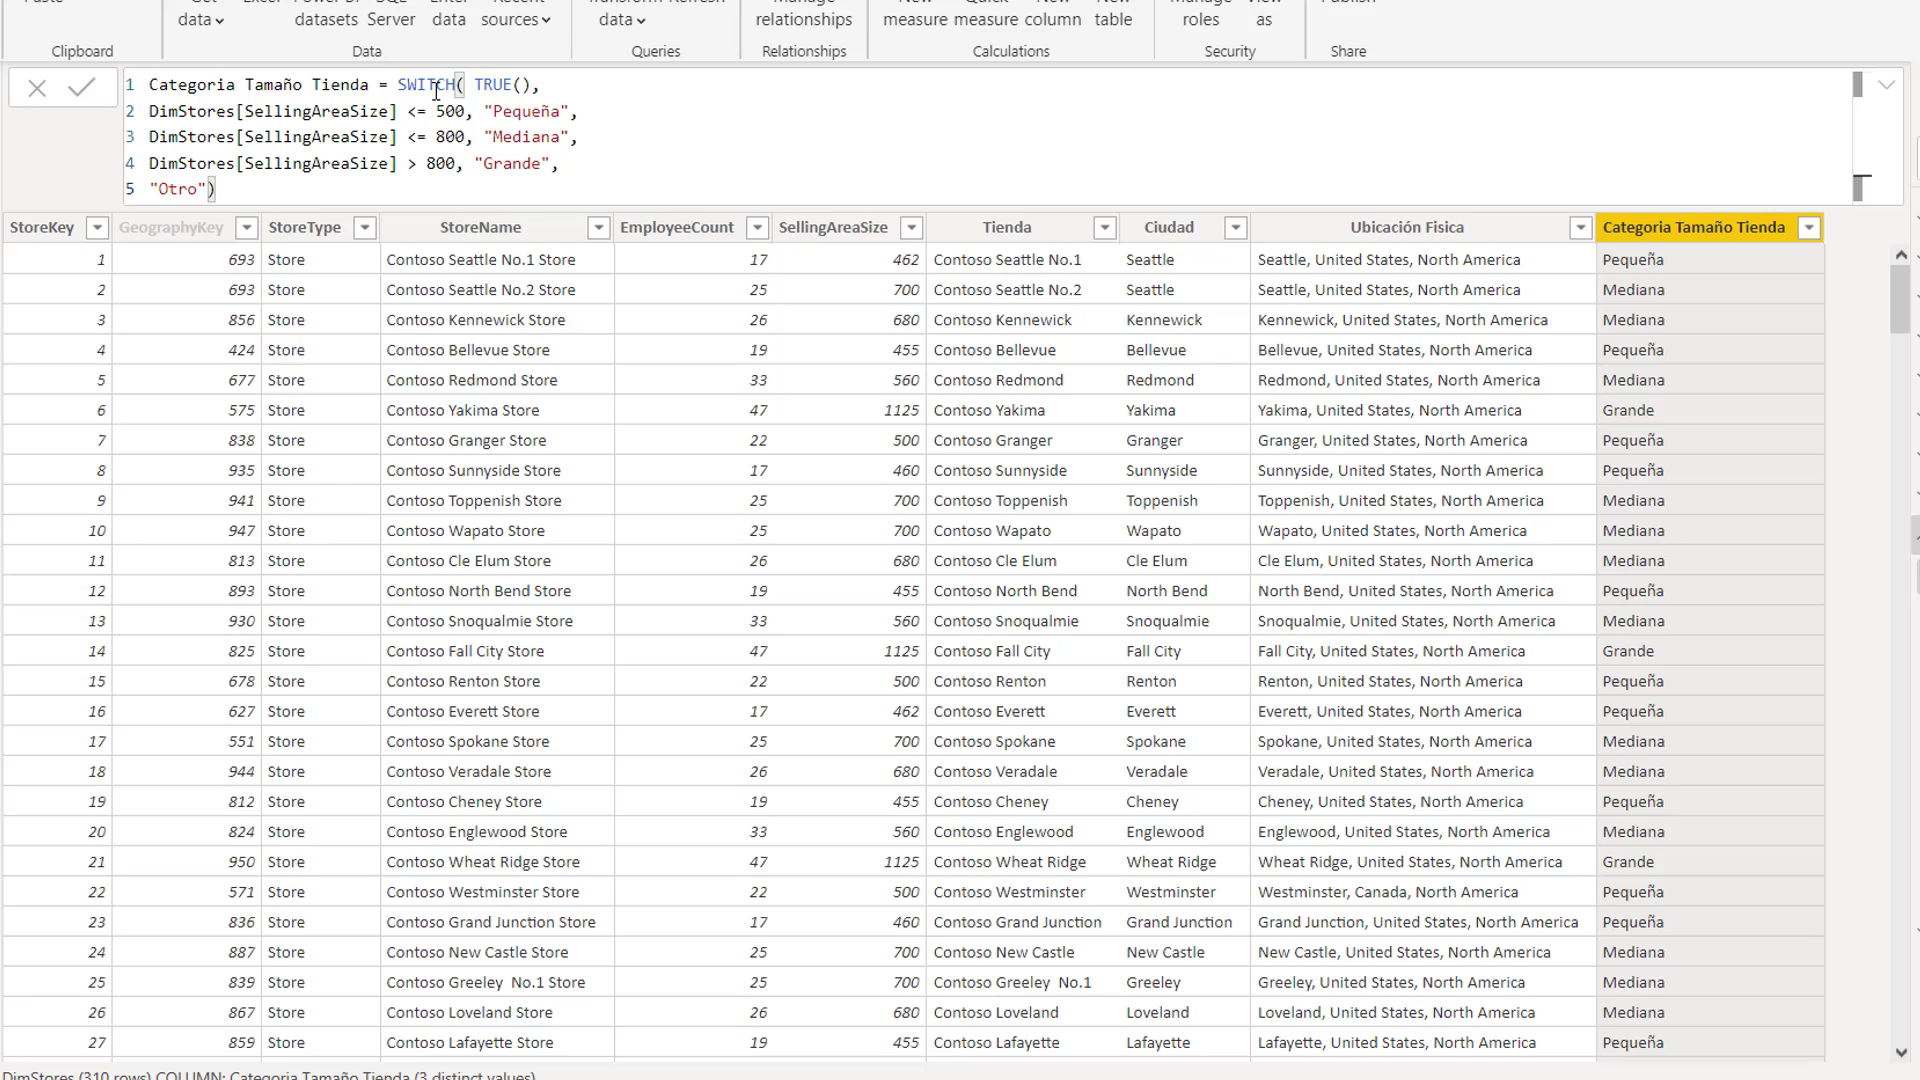 Get data
datasets
Server
data
sources
data
relationships
measure
measure
column
table
roles
as
Clipboard
Data
Queries
Relationships
Calculations
Security
Share
1 Categoria Tamaño Tienda = SWITCH( TRUE(),
2 DimStores[SellingAreaSize] <= 500, "Pequeña",
3 DimStores[SellingAreaSize] <= 800, "Mediana",
4 DimStores[SellingAreaSize] > 800, "Grande",
5 "Otro")
StoreKey GeographyKey StoreType StoreName EmployeeCount SellingAreaSize Tienda Ciudad Ubicación Fisica Categoria Tamaño Tienda
1 693 Store Contoso Seattle No.1 Store 17 462 Contoso Seattle No.1 Seattle Seattle, United States, North America Pequeña
2 693 Store Contoso Seattle No.2 Store 25 700 Contoso Seattle No.2 Seattle Seattle, United States, North America Mediana
3 856 Store Contoso Kennewick Store 26 680 Contoso Kennewick Kennewick Kennewick, United States, North America Mediana
4 424 Store Contoso Bellevue Store 19 455 Contoso Bellevue Bellevue Bellevue, United States, North America Pequeña
5 677 Store Contoso Redmond Store 33 560 Contoso Redmond Redmond Redmond, United States, North America Mediana
6 575 Store Contoso Yakima Store 47 1125 Contoso Yakima Yakima Yakima, United States, North America Grande
7 838 Store Contoso Granger Store 22 500 Contoso Granger Granger Granger, United States, North America Pequeña
8 935 Store Contoso Sunnyside Store 17 460 Contoso Sunnyside Sunnyside Sunnyside, United States, North America Pequeña
9 941 Store Contoso Toppenish Store 25 700 Contoso Toppenish Toppenish Toppenish, United States, North America Mediana
10 947 Store Contoso Wapato Store 25 700 Contoso Wapato Wapato Wapato, United States, North America Mediana
11 813 Store Contoso Cle Elum Store 26 680 Contoso Cle Elum Cle Elum Cle Elum, United States, North America Mediana
12 893 Store Contoso North Bend Store 19 455 Contoso North Bend North Bend North Bend, United States, North America Pequeña
13 930 Store Contoso Snoqualmie Store 33 560 Contoso Snoqualmie Snoqualmie Snoqualmie, United States, North America Mediana
14 825 Store Contoso Fall City Store 47 1125 Contoso Fall City Fall City Fall City, United States, North America Grande
15 678 Store Contoso Renton Store 22 500 Contoso Renton Renton Renton, United States, North America Pequeña
16 627 Store Contoso Everett Store 17 462 Contoso Everett Everett Everett, United States, North America Pequeña
17 551 Store Contoso Spokane Store 25 700 Contoso Spokane Spokane Spokane, United States, North America Mediana
18 944 Store Contoso Veradale Store 26 680 Contoso Veradale Veradale Veradale, United States, North America Mediana
19 812 Store Contoso Cheney Store 19 455 Contoso Cheney Cheney Cheney, United States, North America Pequeña
20 824 Store Contoso Englewood Store 33 560 Contoso Englewood Englewood Englewood, United States, North America Mediana
21 950 Store Contoso Wheat Ridge Store 47 1125 Contoso Wheat Ridge Wheat Ridge Wheat Ridge, United States, North America Grande
22 571 Store Contoso Westminster Store 22 500 Contoso Westminster Westminster Westminster, Canada, North America Pequeña
23 836 Store Contoso Grand Junction Store 17 460 Contoso Grand Junction Grand Junction Grand Junction, United States, North America Pequeña
24 887 Store Contoso New Castle Store 25 700 Contoso New Castle New Castle New Castle, United States, North America Mediana
25 839 Store Contoso Greeley No.1 Store 25 700 Contoso Greeley No.1 Greeley Greeley, United States, North America Mediana
26 867 Store Contoso Loveland Store 26 680 Contoso Loveland Loveland Loveland, United States, North America Mediana
27 859 Store Contoso Lafayette Store 19 455 Contoso Lafayette Lafayette Lafayette, United States, North America Pequeña
DimStores (310 rows) COLUMN: Categoria Tamaño Tienda (3 distinct values)